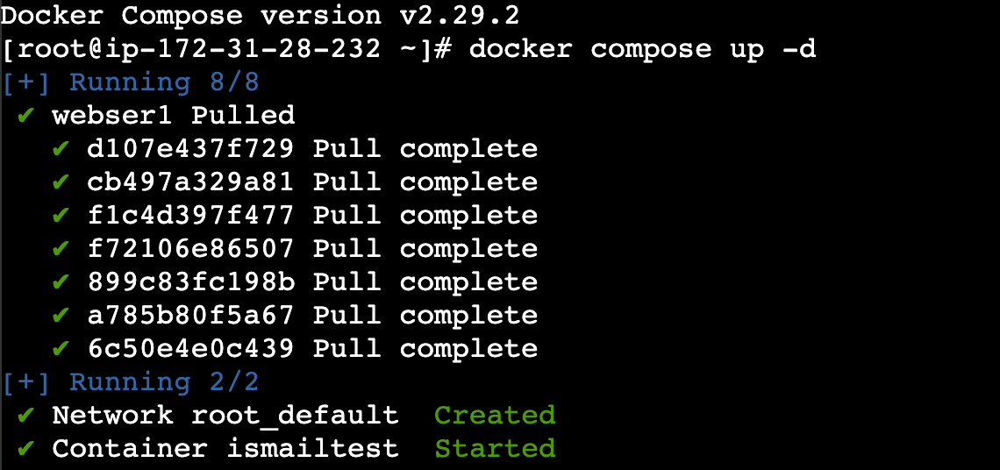 Docker Compose version v2.29.2
[root@ip-172-31-28-232 ~]# docker compose up -d
[+] Running 8/8
✔ webser1 Pulled
✔ d107e437f729 Pull complete
✔ cb497a329a81 Pull complete
✔ f1c4d397f477 Pull complete
✔ f72106e86507 Pull complete
✔ 899c83fc198b Pull complete
✔ a785b80f5a67 Pull complete
✔ 6c50e4e0c439 Pull complete
[+] Running 2/2
✔ Network root_default Created
✔ Container ismailtest Started